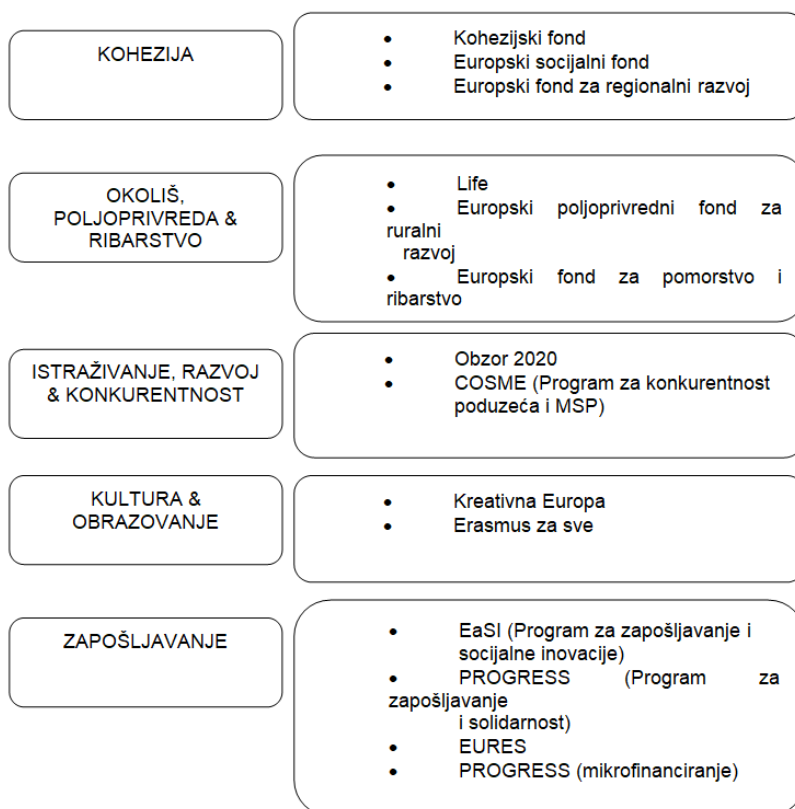 KOHEZIJA
• Kohezijski fond
• Europski socijalni fond
• Europski fond za regionalni razvoj
OKOLIŠ,
POLJOPRIVREDA &
RIBARSTVO
• Life
• Europski poljoprivredni fond za
ruralni
razvoj
• Europski fond za pomorstvo i
ribarstvo
ISTRAŽIVANJE, RAZVOJ
& KONKURENTNOST
• Obzor 2020
• COSME (Program za konkurentnost
poduzeća i MSP)
KULTURA &
OBRAZOVANJE
• Kreativna Europa
• Erasmus za sve
ZAPOŠLJAVANJE
• EaSI (Program za zapošljavanje i
socijalne inovacije)
• PROGRESS (Program za
zapošljavanje
i solidarnost)
• EURES
• PROGRESS (mikrofinanciranje)